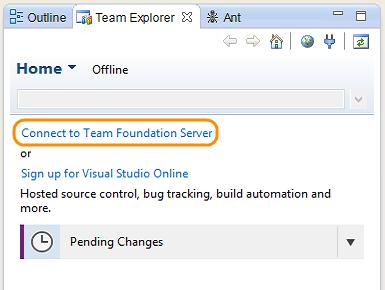 Outline Team Explorer Ant
Home Offline
Connect to Team Foundation Server
or
Sign up for Visual Studio Online
Hosted source control, bug tracking, build automation and
more.
Pending Changes